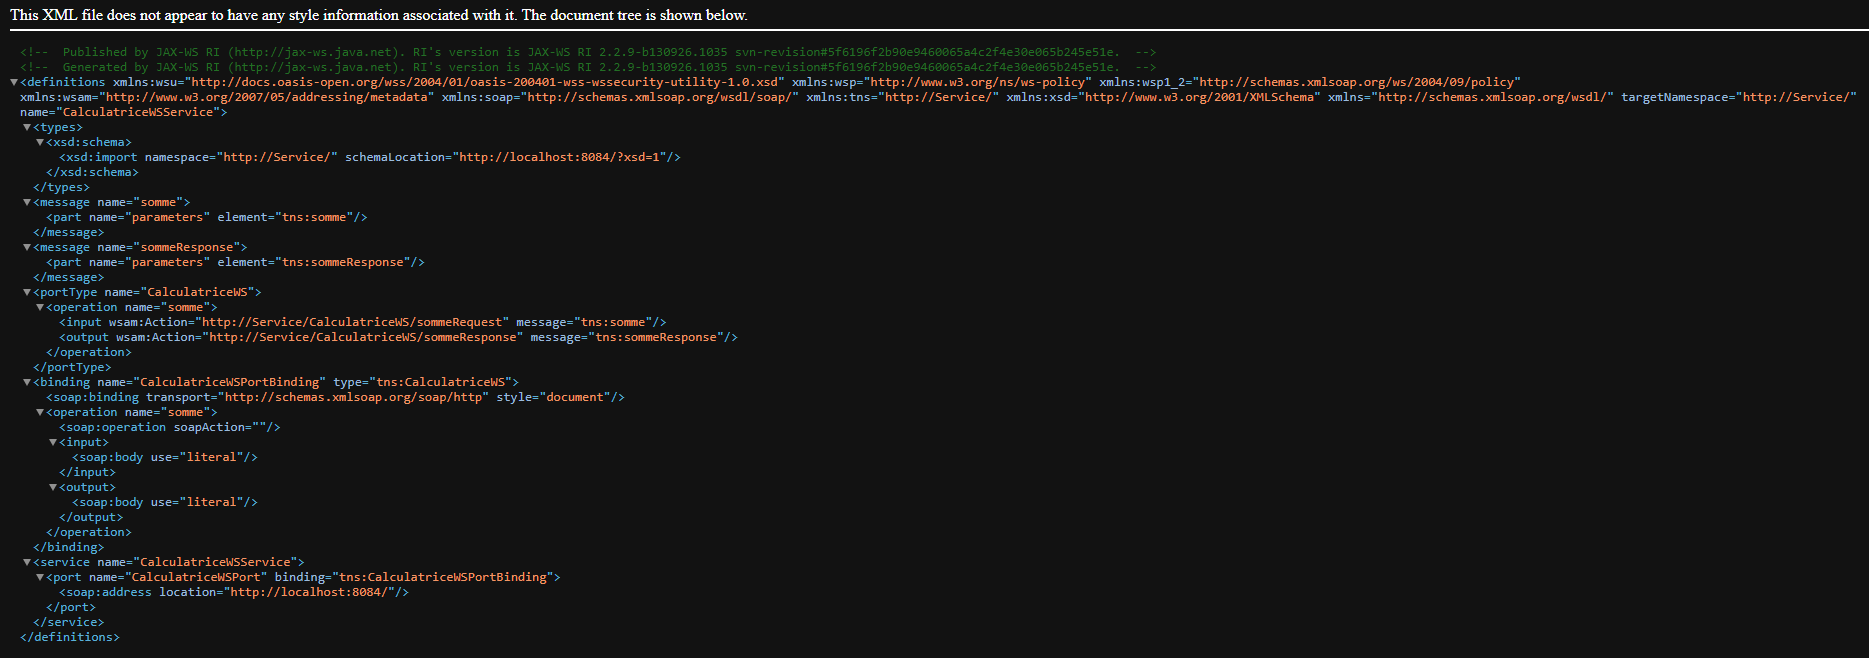 This XML file does not appear to have any style information associated with it. The document tree is shown below.
<!-- Published by JAX-WS RI (http://jax-ws.java.net). RI's version is JAX-WS RI 2.2.9-b130926.1035 svn-revision#5f6196f2b90e9460065a4c2f4e30e065b245e51e. -->
<!-- Generated by JAX-WS RI (http://jax-ws.java.net). RI's version is JAX-WS RI 2.2.9-b130926.1035 svn-revision#5f6196f2b90e9460065a4c2f4e30e065b245e51e. -->
▼<definitions xmlns:wsu="http://docs.oasis-open.org/wss/2004/01/oasis-200401-wss-wssecurity-utility-1.0.xsd" xmlns:wsp="http://www.w3.org/ns/ws-policy" xmlns:wsp1_2="http://schemas.xmlsoap.org/ws/2004/09/policy"
xmlns:wsam="http://www.w3.org/2007/05/addressing/metadata" xmlns:soap="http://schemas.xmlsoap.org/wsdl/soap/" xmlns:tns="http://Service/" xmlns:xsd="http://www.w3.org/2001/XMLSchema" xmlns="http://schemas.xmlsoap.org/wsdl/" targetNamespace="http://Service/"
name="CalculatriceWSService">
▼<types>
▼<xsd:schema>
<xsd:import namespace="http://Service/" schemaLocation="http://localhost:8084/?xsd=1"/>
</xsd:schema>
</types>
▼<message name="somme">
<part name="parameters" element="tns:somme"/>
</message>
▼<message name="sommeResponse">
<part name="parameters" element="tns:sommeResponse"/>
</message>
▼<portType name="CalculatriceWS">
▼<operation name="somme">
<input wsam:Action="http://Service/CalculatriceWS/sommeRequest" message="tns:somme"/>
<output wsam:Action="http://Service/CalculatriceWS/sommeResponse" message="tns:sommeResponse"/>
</operation>
</portType>
▼<binding name="CalculatriceWSPortBinding" type="tns:CalculatriceWS">
<soap:binding transport="http://schemas.xmlsoap.org/soap/http" style="document"/>
▼<operation name="somme">
<soap:operation soapAction=""/>
▼<input>
<soap:body use="literal"/>
</input>
▼<output>
<soap:body use="literal"/>
</output>
</operation>
</binding>
▼<service name="CalculatriceWSService">
▼<port name="CalculatriceWSPort" binding="tns:CalculatriceWSPortBinding">
<soap:address location="http://localhost:8084/"/>
</port>
</service>
</definitions>